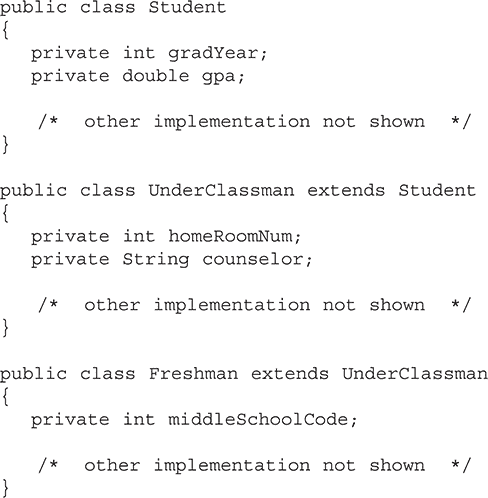 public class Student
{
private int gradYear;
private double gpa;
/* other implementation not shown */
}
public class UnderClassman extends Student
{
private int homeRoomNum;
private String counselor;
/* other implementation not shown */
}
public class Freshman extends UnderClassman
{
private int middleSchoolCode;
/* other implementation not shown */
}